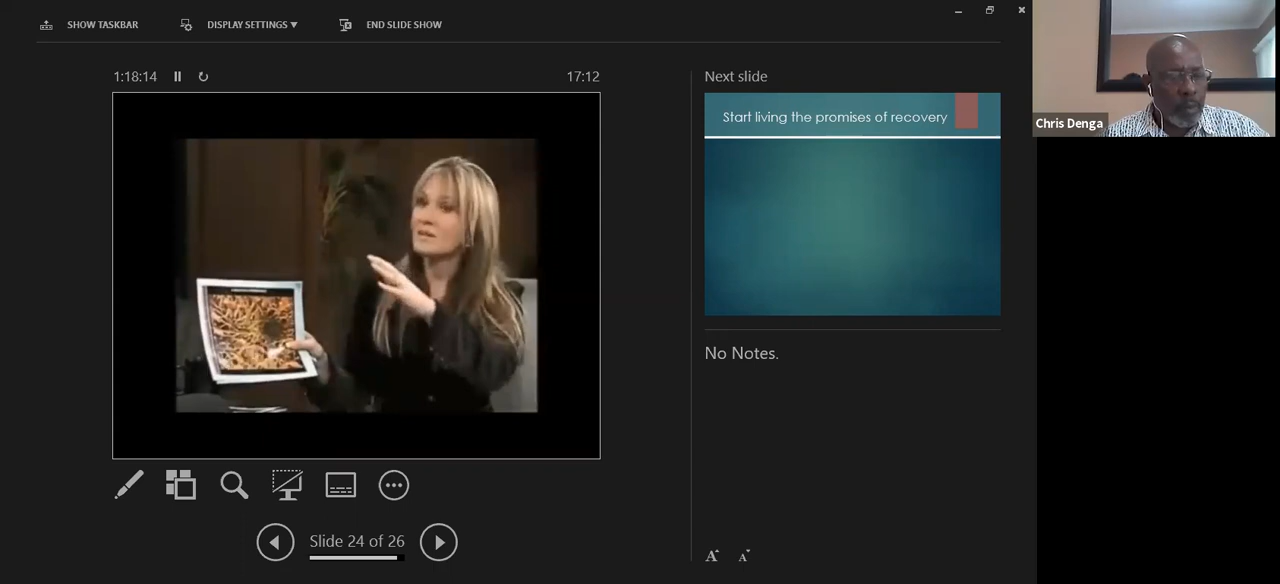 SHOW TASKBAR
DISPLAY SETTINGS ▼
END SLIDE SHOW
1:18:14
17:12
Next slide
Start living the promises of recovery
Chris Denga
No Notes.
Slide 24 of 26
A A